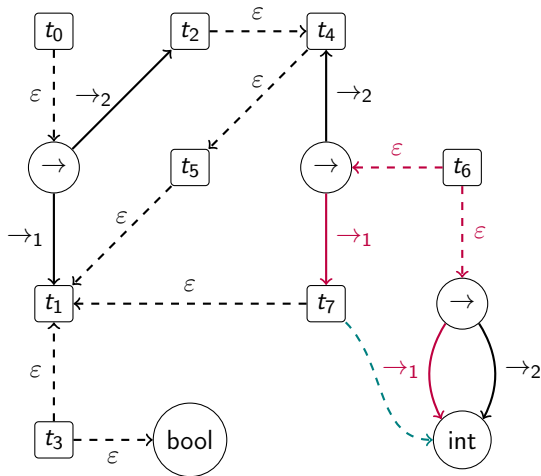 t₀ t₂ ε t₄
ε →₂ →₂
→ ε t₅ → ε t₆
→₁ ε →₁ ε
t₁ ε t₇ →
ε →₁ →₂
t₃ ε bool int